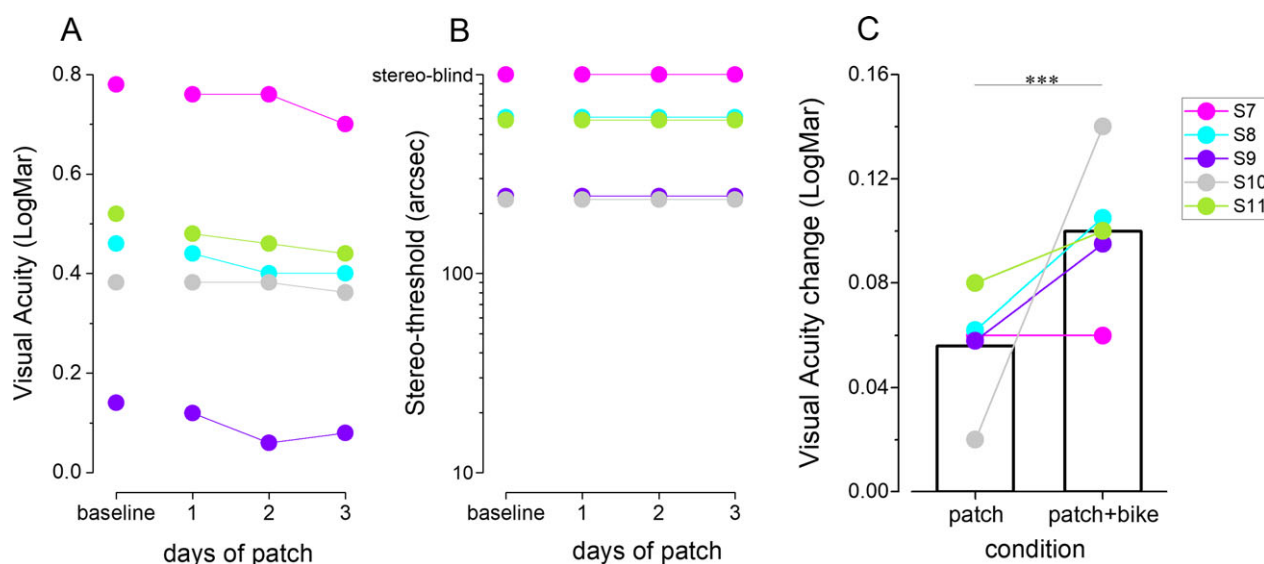 A
Visual Acuity (LogMar)
0.8
0.6
0.4
0.2
0.0
baseline 1 2 3
days of patch
B
Stereo-threshold (arcsec)
stereo-blind
100
10
baseline 1 2 3
days of patch
C
Visual Acuity change (LogMar)
0.16
0.12
0.08
0.04
0.00
***
patch patch+bike
condition
S7
S8
S9
S10
S11